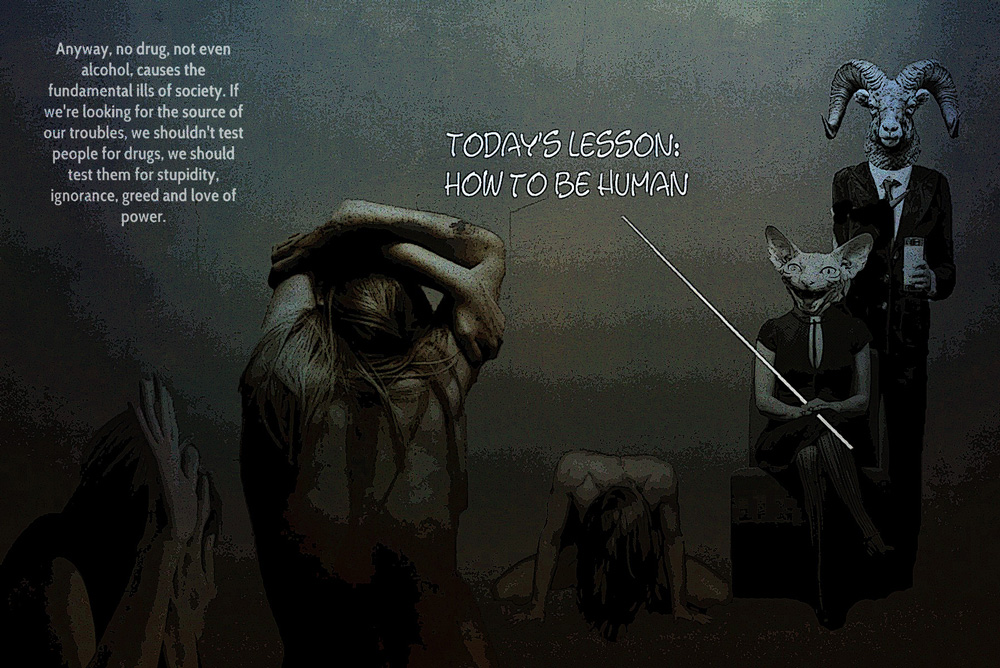 Anyway, no drug, not even
alcohol, causes the
fundamental ills of society. If
we're looking for the source of
our troubles, we shouldn't test
people for drugs, we should
test them for stupidity,
ignorance, greed and love of
power.
TODAY'S LESSON:
HOW TO BE HUMAN